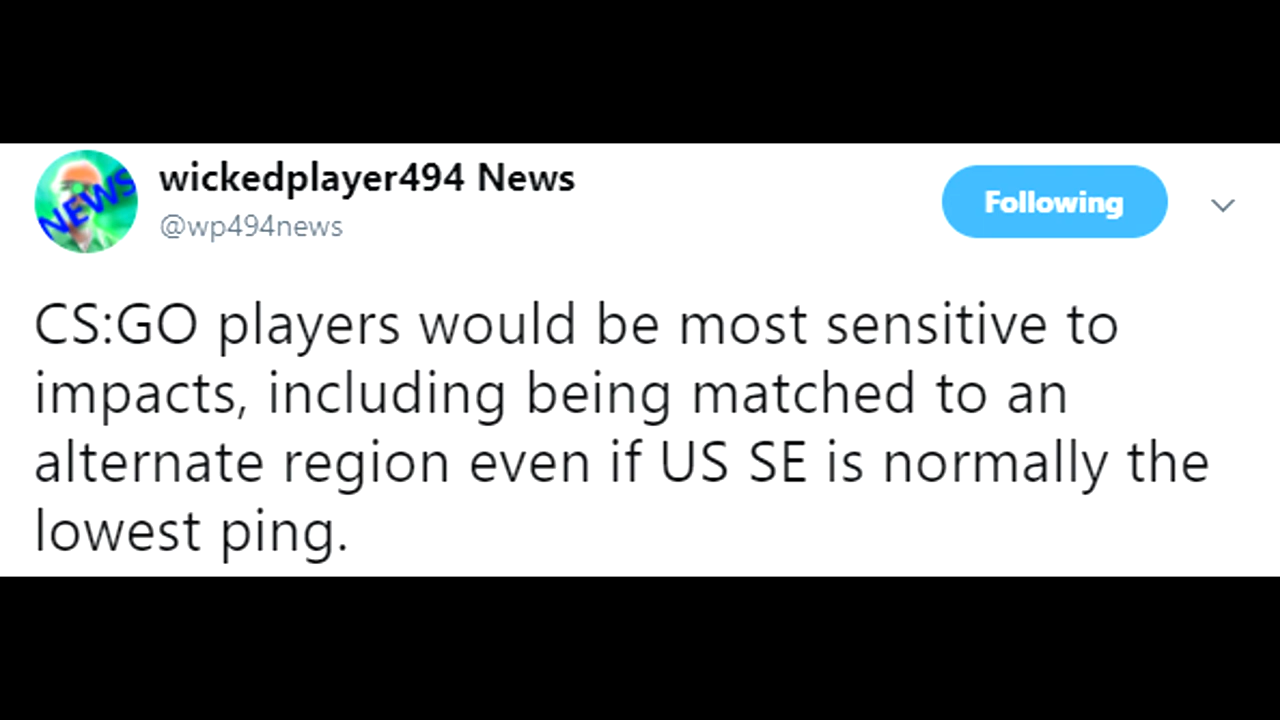 wickedplayer494 News
@wp494news
Following
NEWS
CS:GO players would be most sensitive to
impacts, including being matched to an
alternate region even if US SE is normally the
lowest ping.